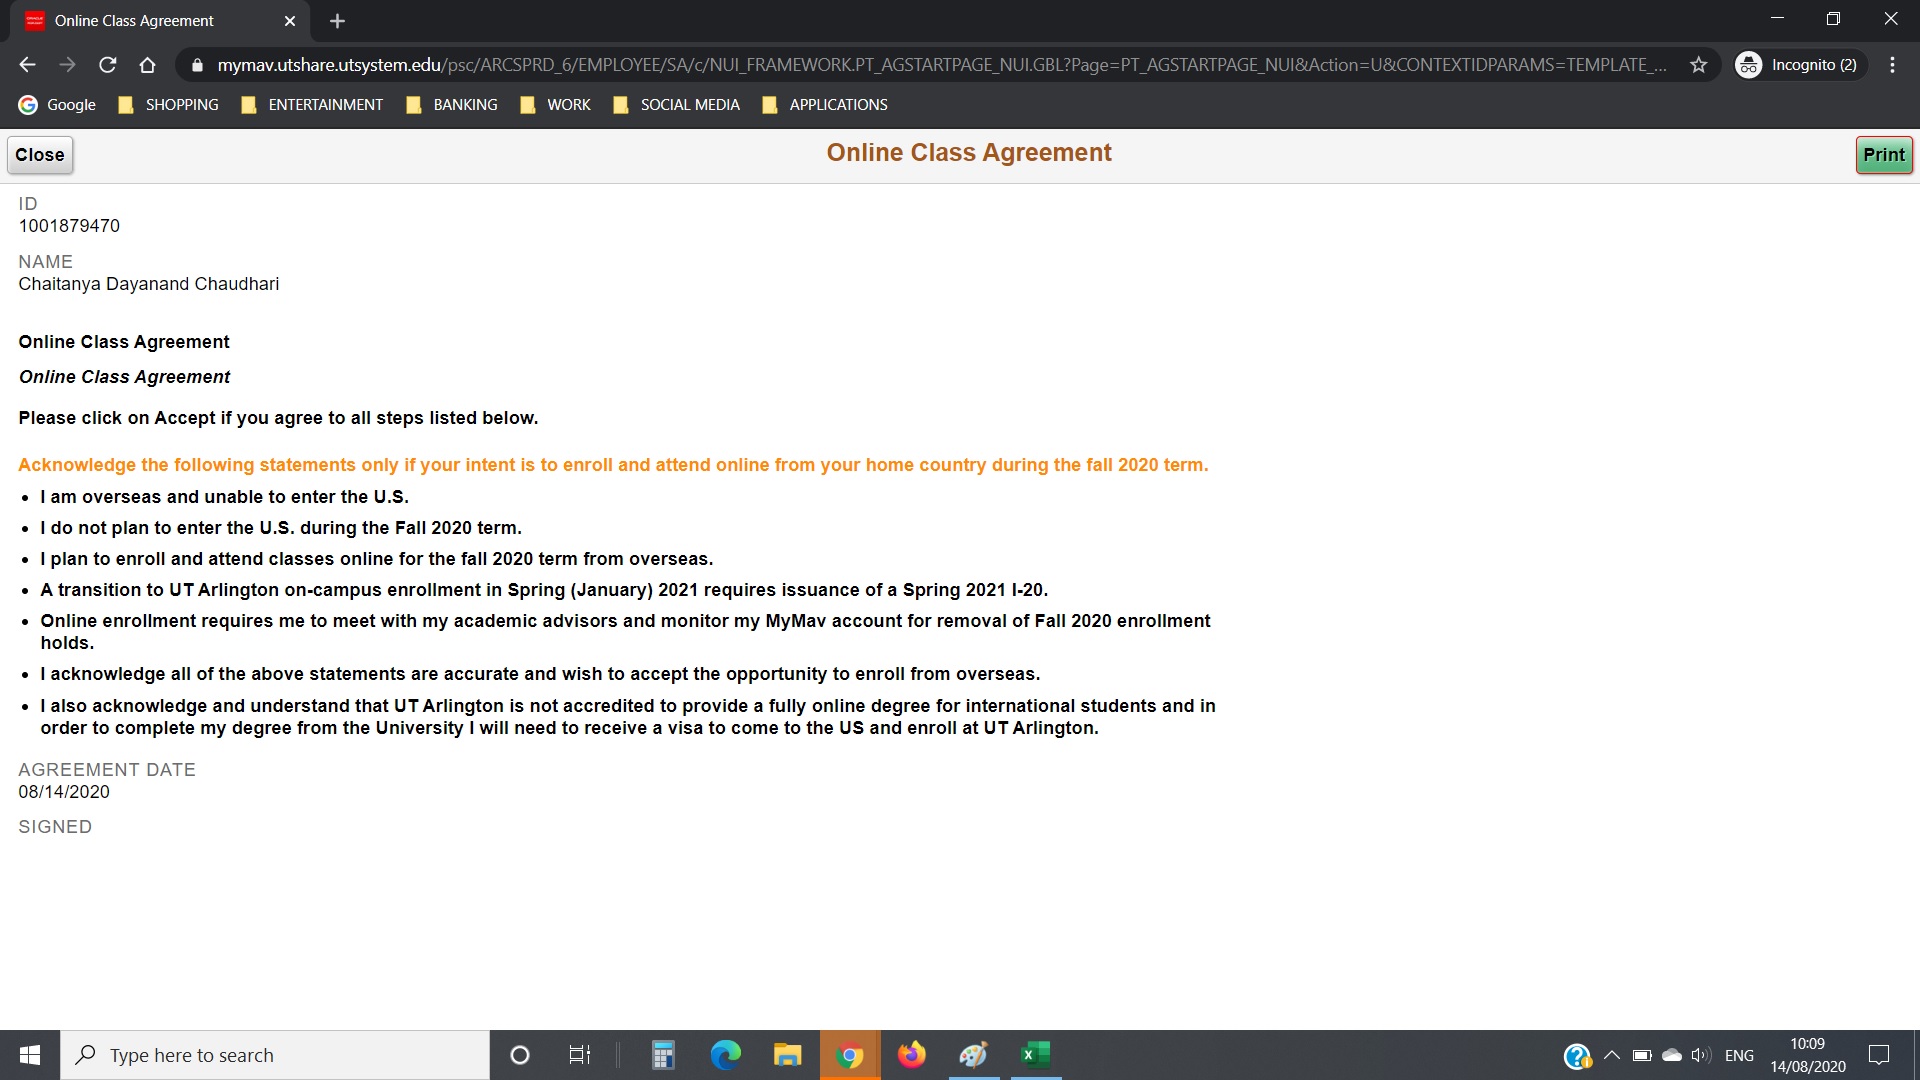 Online Class Agreement
mymav.utshare.utsystem.edu/psc/ARCSPRD_6/EMPLOYEE/SA/c/NUI_FRAMEWORK.PT_AGSTARTPAGE_NUI.GBL?Page=PT_AGSTARTPAGE_NUI&Action=U&CONTEXTIDPARAMS=TEMPLATE_...
Incognito (2)
Google
SHOPPING
ENTERTAINMENT
BANKING
WORK
SOCIAL MEDIA
APPLICATIONS
Close
Online Class Agreement
Print
ID
1001879470
NAME
Chaitanya Dayanand Chaudhari
Online Class Agreement
Online Class Agreement
Please click on Accept if you agree to all steps listed below.
Acknowledge the following statements only if your intent is to enroll and attend online from your home country during the fall 2020 term.
• I am overseas and unable to enter the U.S.
• I do not plan to enter the U.S. during the Fall 2020 term.
• I plan to enroll and attend classes online for the fall 2020 term from overseas.
• A transition to UT Arlington on-campus enrollment in Spring (January) 2021 requires issuance of a Spring 2021 I-20.
• Online enrollment requires me to meet with my academic advisors and monitor my MyMav account for removal of Fall 2020 enrollment
holds.
• I acknowledge all of the above statements are accurate and wish to accept the opportunity to enroll from overseas.
• I also acknowledge and understand that UT Arlington is not accredited to provide a fully online degree for international students and in
order to complete my degree from the University I will need to receive a visa to come to the US and enroll at UT Arlington.
AGREEMENT DATE
08/14/2020
SIGNED
Type here to search
ENG
10:09
14/08/2020